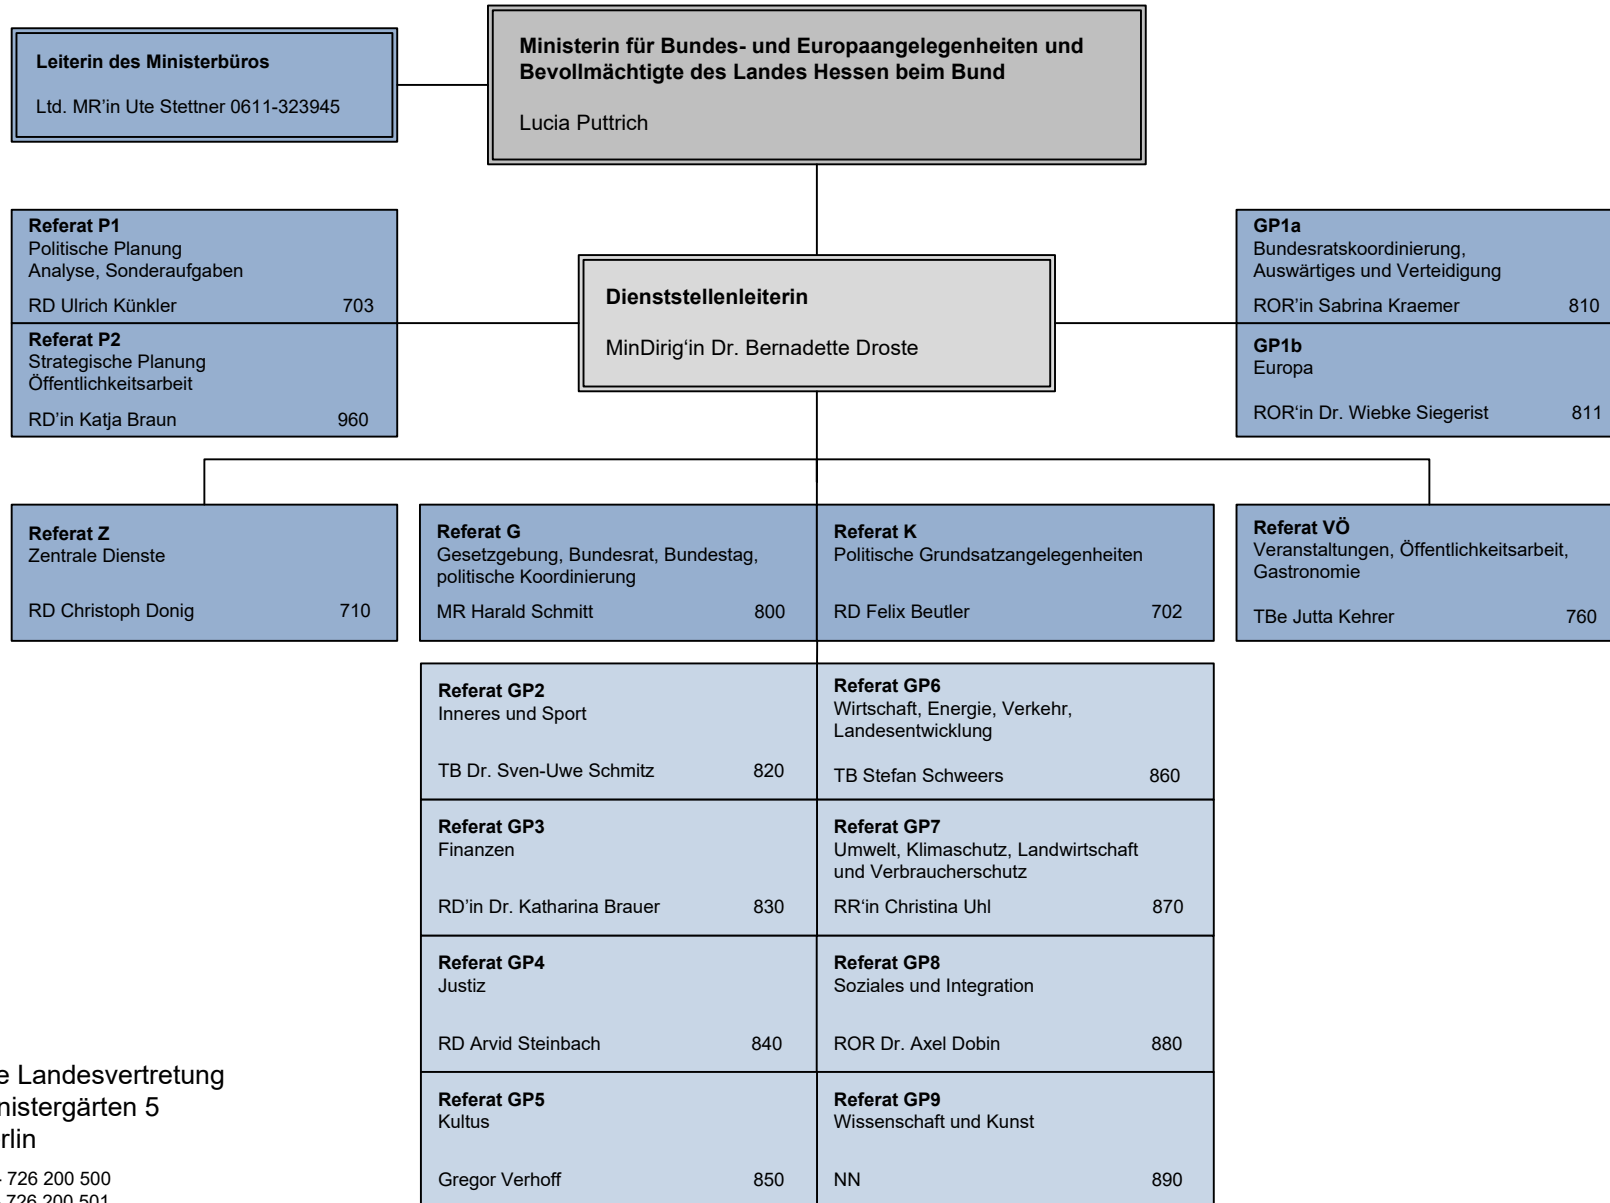 Leiterin des Ministerbüros
Ltd. MR’in Ute Stettner 0611-323945
Ministerin für Bundes- und Europaangelegenheiten und
Bevollmächtigte des Landes Hessen beim Bund
Lucia Puttrich
Referat P1
Politische Planung
Analyse, Sonderaufgaben
RD Ulrich Künkler 703
Referat P2
Strategische Planung
Öffentlichkeitsarbeit
RD’in Katja Braun 960
Dienststellenleiterin
MinDirig‘in Dr. Bernadette Droste
GP1a
Bundesratskoordinierung,
Auswärtiges und Verteidigung
ROR’in Sabrina Kraemer 810
GP1b
Europa
ROR‘in Dr. Wiebke Siegerist 811
Referat Z
Zentrale Dienste
RD Christoph Donig 710
Referat G
Gesetzgebung, Bundesrat, Bundestag,
politische Koordinierung
MR Harald Schmitt 800
Referat K
Politische Grundsatzangelegenheiten
RD Felix Beutler 702
Referat VÖ
Veranstaltungen, Öffentlichkeitsarbeit,
Gastronomie
TBe Jutta Kehrer 760
Referat GP2
Inneres und Sport
TB Dr. Sven-Uwe Schmitz 820
Referat GP6
Wirtschaft, Energie, Verkehr,
Landesentwicklung
TB Stefan Schweers 860
Referat GP3
Finanzen
RD’in Dr. Katharina Brauer 830
Referat GP7
Umwelt, Klimaschutz, Landwirtschaft
und Verbraucherschutz
RR‘in Christina Uhl 870
Referat GP4
Justiz
RD Arvid Steinbach 840
Referat GP8
Soziales und Integration
ROR Dr. Axel Dobin 880
Referat GP5
Kultus
Gregor Verhoff 850
Referat GP9
Wissenschaft und Kunst
NN 890
e Landesvertretung
nistergärten 5
rlin
726 200 500
726 200 501